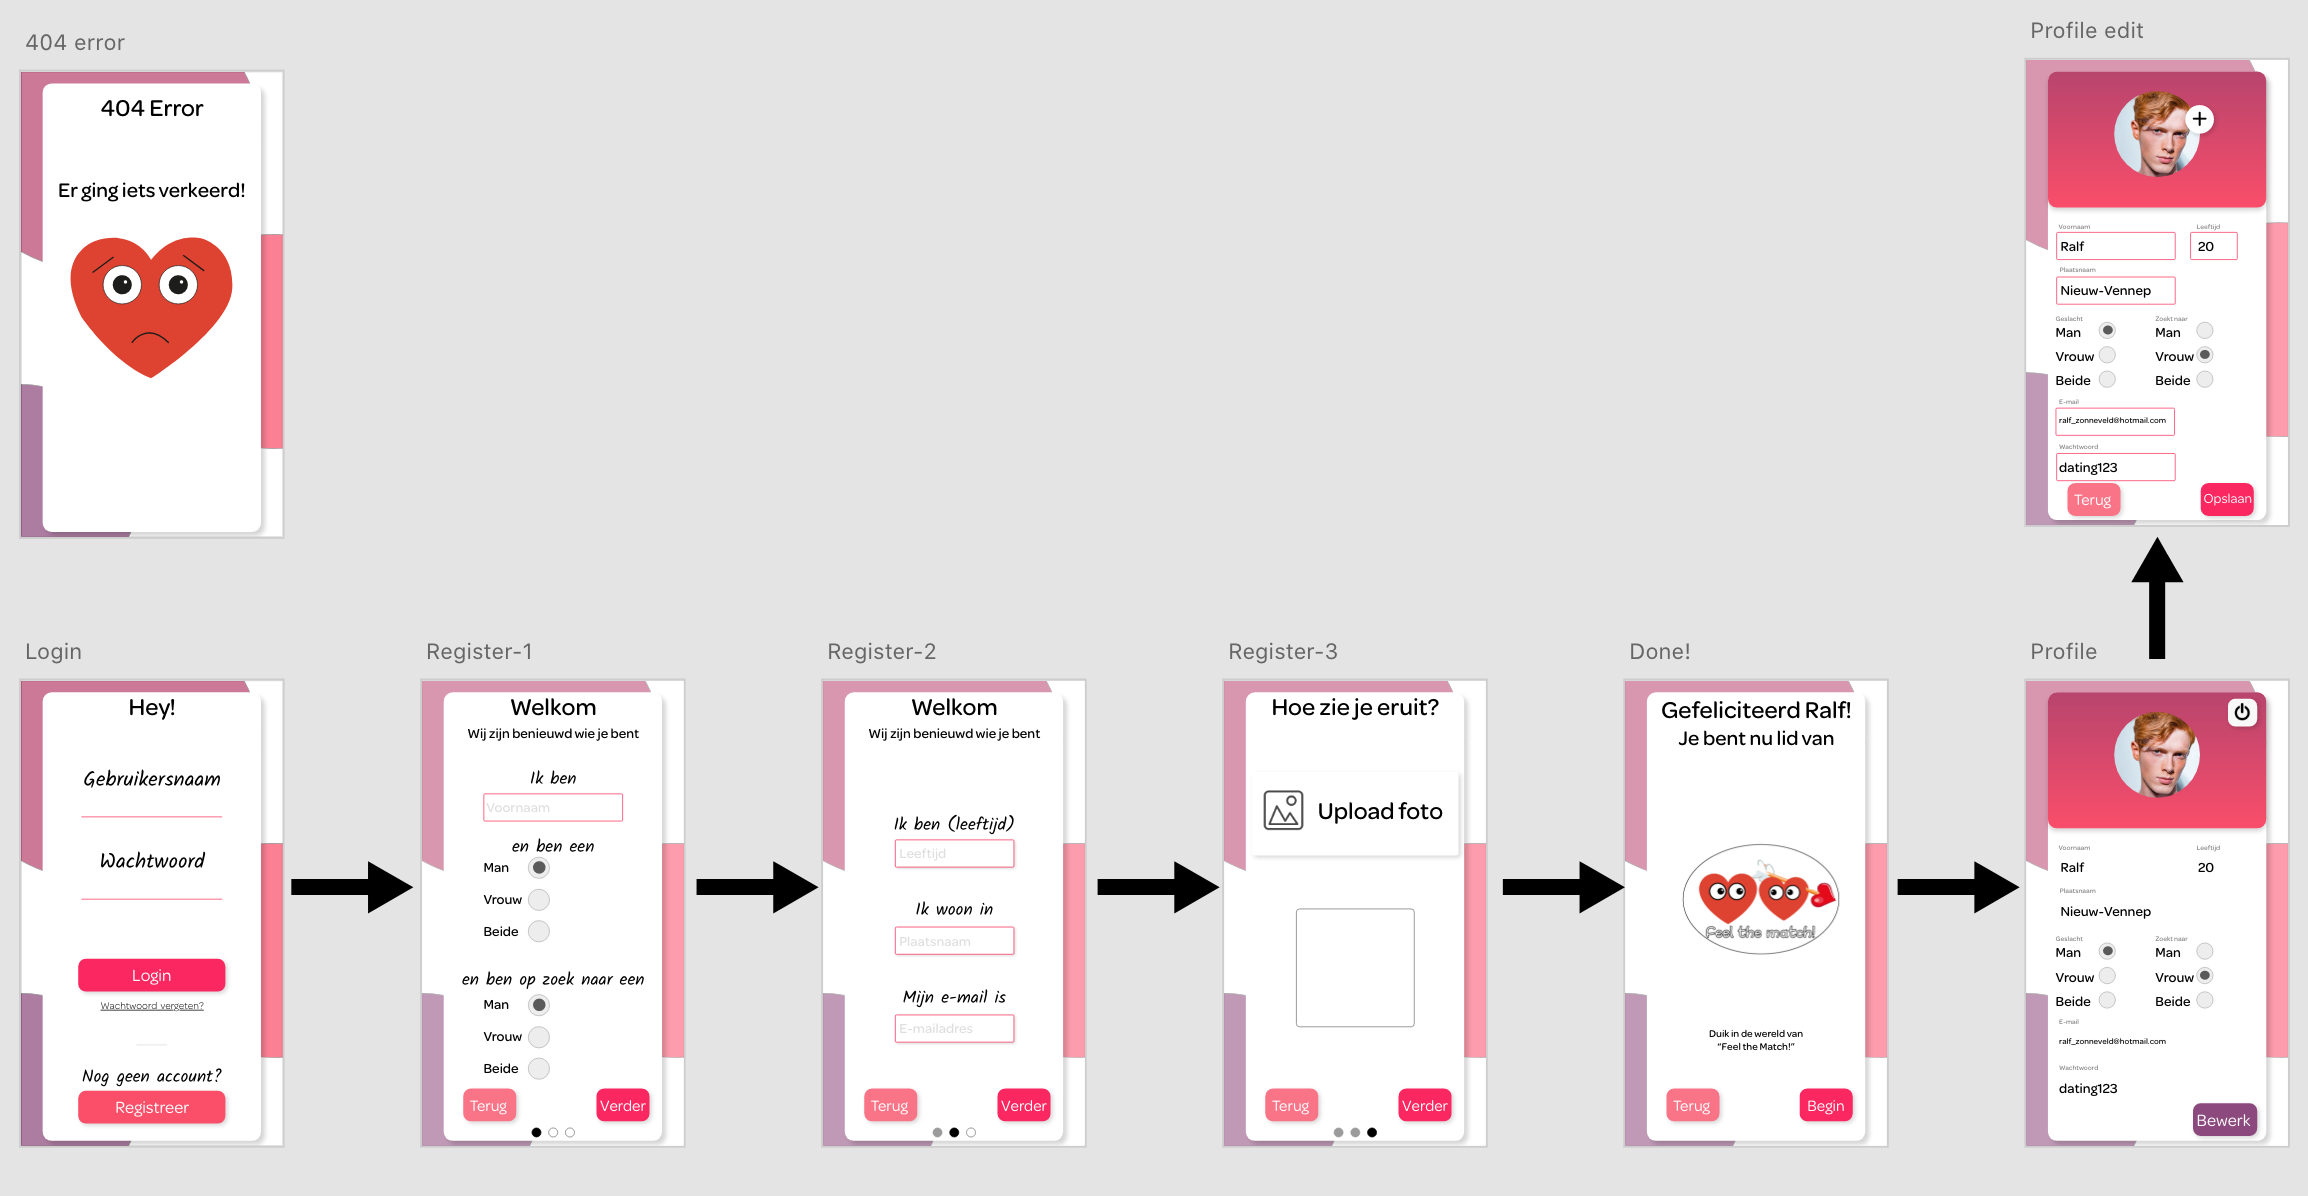 404 error
404 Error
Er ging iets verkeerd!
Profile edit
Voornaam
Leeftijd
Ralf
20
Plaatsnaam
Nieuw-Vennep
Geslacht
Zoekt naar
Man
Man
Vrouw
Vrouw
Beide
Beide
E-mail
ralf_zonneveld@hotmail.com
Wachtwoord
dating123
Terug
Opslaan
Login
Hey!
Gebruikersnaam
Wachtwoord
Login
Wachtwoord vergeten?
Nog geen account?
Registreer
Register-1
Welkom
Wij zijn benieuwd wie je bent
Ik ben
Voornaam
en ben een
Man
Vrouw
Beide
en ben op zoek naar een
Man
Vrouw
Beide
Terug
Verder
Register-2
Welkom
Wij zijn benieuwd wie je bent
Ik ben (leeftijd)
Leeftijd
Ik woon in
Plaatsnaam
Mijn e-mail is
E-mailadres
Terug
Verder
Register-3
Hoe zie je eruit?
Upload foto
Terug
Verder
Done!
Gefeliciteerd Ralf!
Je bent nu lid van
Feel the match!
Duik in de wereld van
"Feel the Match!"
Terug
Begin
Profile
Voornaam
Leeftijd
Ralf
20
Plaatsnaam
Nieuw-Vennep
Geslacht
Zoekt naar
Man
Man
Vrouw
Vrouw
Beide
Beide
E-mail
ralf_zonneveld@hotmail.com
Wachtwoord
dating123
Bewerk